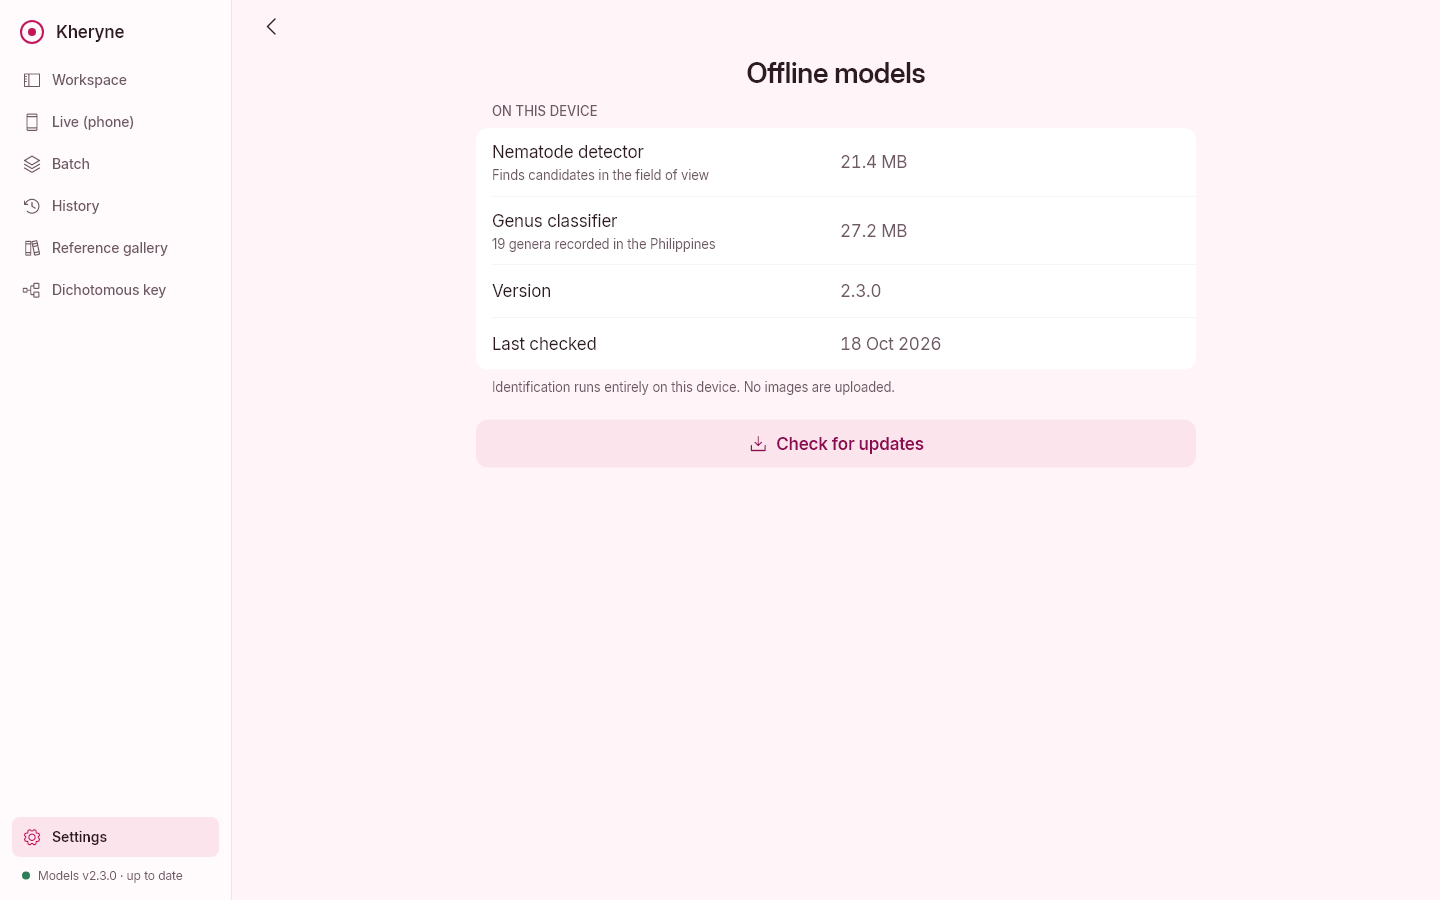 Kheryne
Workspace
Live (phone)
Batch
History
Reference gallery
Dichotomous key
Settings
Models v2.3.0 · up to date
Offline models
ON THIS DEVICE
Nematode detector
Finds candidates in the field of view
21.4 MB
Genus classifier
19 genera recorded in the Philippines
27.2 MB
Version
2.3.0
Last checked
18 Oct 2026
Identification runs entirely on this device. No images are uploaded.
Check for updates